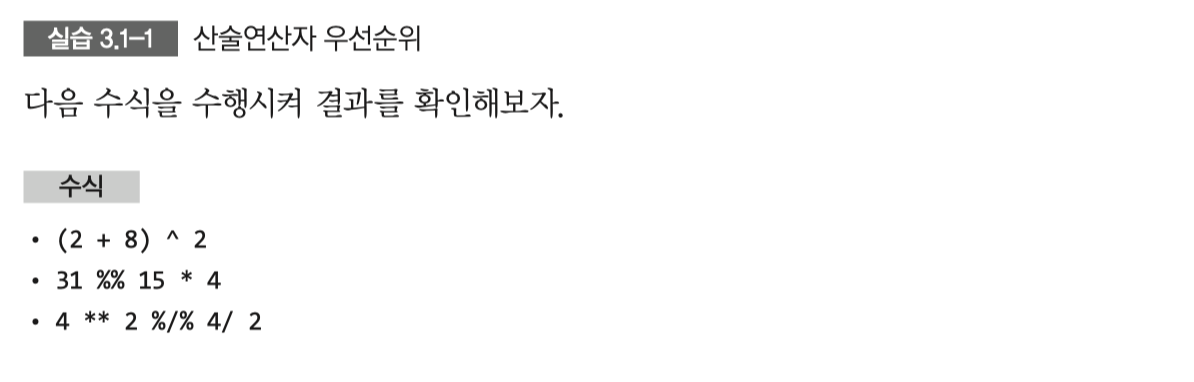 실습 3.1-1 산술연산자 우선순위
다음 수식을 수행시켜 결과를 확인해보자.
수식
• (2 + 8) ^ 2
• 31 %% 15 * 4
• 4 ** 2 %/% 4/ 2